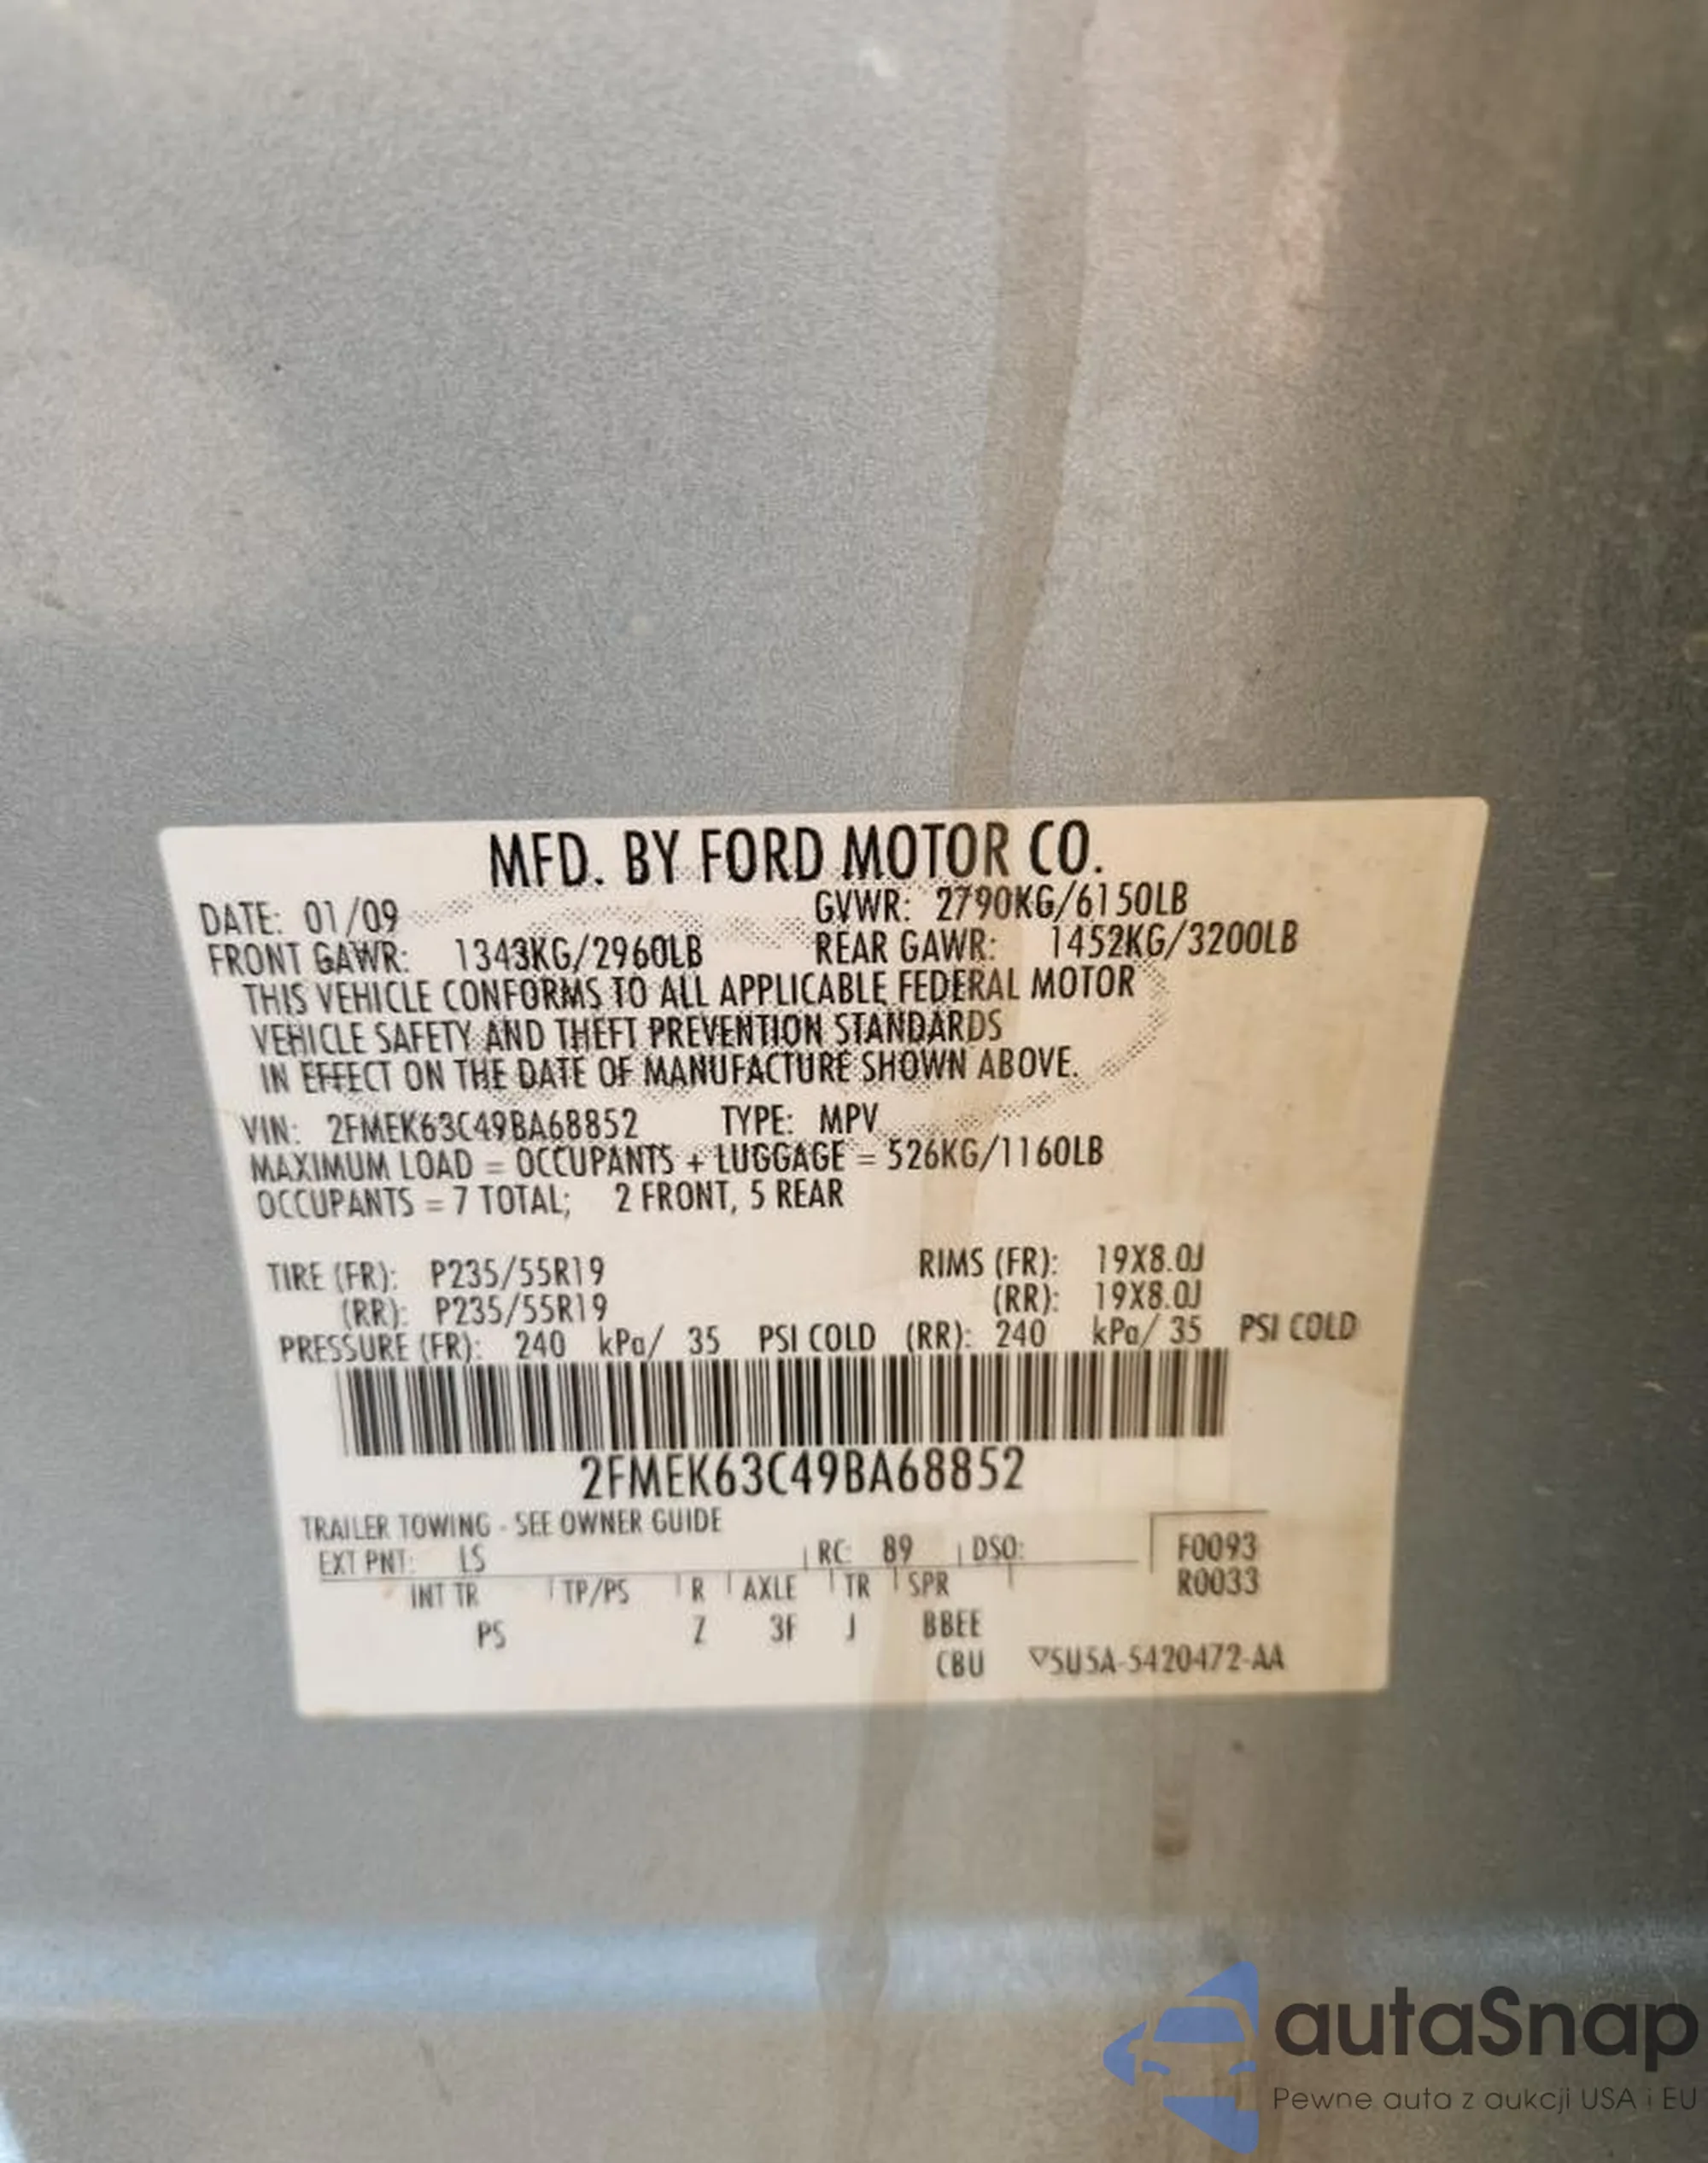 MFD. BY FORD MOTOR CO.
DATE: 01/09 GVWR: 2790KG/6150LB
FRONT GAWR: 1343KG/2960LB REAR GAWR: 1452KG/3200LB
THIS VEHICLE CONFORMS TO ALL APPLICABLE FEDERAL MOTOR
VEHICLE SAFETY AND THEFT PREVENTION STANDARDS
IN EFFECT ON THE DATE OF MANUFACTURE SHOWN ABOVE.
VIN: 2FMEK63C49BA68852 TYPE: MPV
MAXIMUM LOAD = OCCUPANTS + LUGGAGE = 526KG/1160LB
OCCUPANTS = 7 TOTAL; 2 FRONT, 5 REAR
TIRE (FR): P235/55R19 RIMS (FR): 19X8.0J
(RR): P235/55R19 (RR): 19X8.0J
PRESSURE (FR): 240 kPa/ 35 PSI COLD (RR): 240 kPa/ 35 PSI COLD
2FMEK63C49BA68852
TRAILER TOWING - SEE OWNER GUIDE
EXT PNT: LS RC: 89 DSO: F0093
INT TR TP/PS R AXLE TR SPR R0033
PS Z 3F J BBEE
CBU ▽5U5A-5420472-AA
autaSnap
Pewne auta z aukcji USA i EU